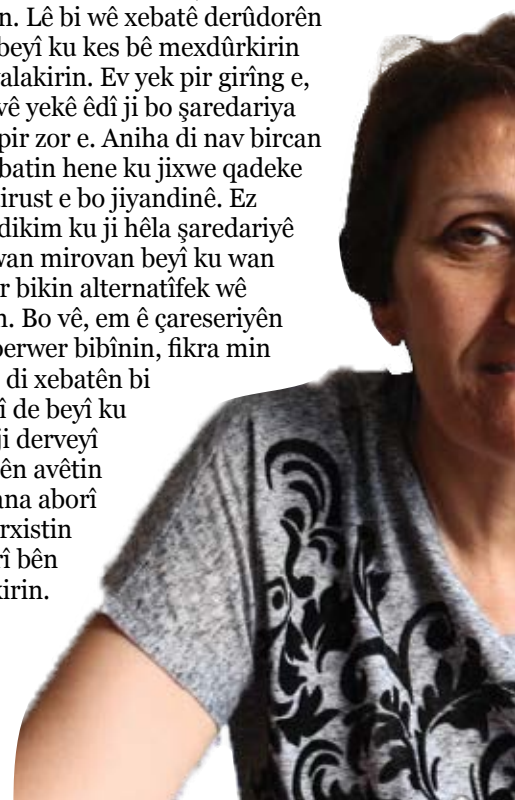 n. Lê bi wê xebatê derûdorên
beyî ku kes bê mexdûrkirin
valakirin. Ev yek pir girîng e,
vê yekê êdî ji bo şaredariya
pir zor e. Aniha di nav bircan
batin hene ku jixwe qadeke
irust e bo jiyandinê. Ez
dikim ku ji hêla şaredariyê
wan mirovan beyî ku wan
r bikin alternatîfek wê
n. Bo vê, em ê çareseriyên
perwer bibînin, fikra min
di xebatên bi
î de beyî ku
ji derveyî
ên avêtin
ana aborî
rxistin
rî bên
kirin.